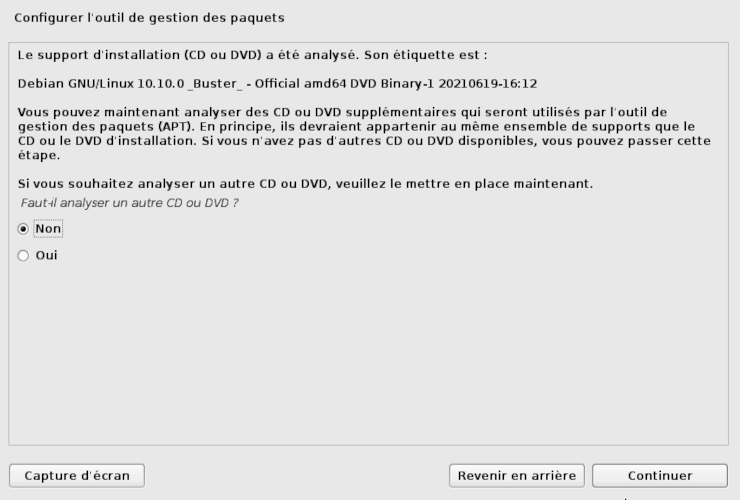 Configurer l'outil de gestion des paquets
Le support d'installation (CD ou DVD) a été analysé. Son étiquette est :
Debian GNU/Linux 10.10.0 _Buster_ - Official amd64 DVD Binary-1 20210619-16:12
Vous pouvez maintenant analyser des CD ou DVD supplémentaires qui seront utilisés par l'outil de
gestion des paquets (APT). En principe, ils devraient appartenir au même ensemble de supports que le
CD ou le DVD d'installation. Si vous n'avez pas d'autres CD ou DVD disponibles, vous pouvez passer cette
étape.
Si vous souhaitez analyser un autre CD ou DVD, veuillez le mettre en place maintenant.
Faut-il analyser un autre CD ou DVD ?
Non
Oui
Capture d'écran
Revenir en arrière
Continuer